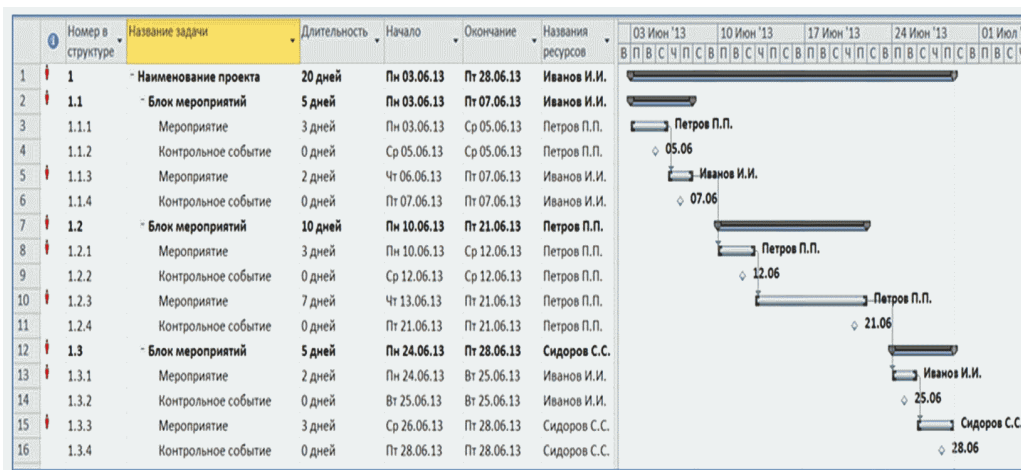 Номер в структуре Название задачи Длительность Начало Окончание Названия ресурсов 03 Июн '13 10 Июн '13 17 Июн '13 24 Июн '13 01 Июл
В П В С Ч П С В П В С Ч П С В П В С Ч П С В П В С Ч П С В П В С Ч
1 1 - Наименование проекта 20 дней Пн 03.06.13 Пт 28.06.13 Иванов И.И.
2 1.1 - Блок мероприятий 5 дней Пн 03.06.13 Пт 07.06.13 Иванов И.И.
3 1.1.1 Мероприятие 3 дней Пн 03.06.13 Ср 05.06.13 Петров П.П. Петров П.П.
4 1.1.2 Контрольное событие 0 дней Ср 05.06.13 Ср 05.06.13 Петров П.П. 05.06
5 1.1.3 Мероприятие 2 дней Чт 06.06.13 Пт 07.06.13 Иванов И.И. Иванов И.И.
6 1.1.4 Контрольное событие 0 дней Пт 07.06.13 Пт 07.06.13 Иванов И.И. 07.06
7 1.2 - Блок мероприятий 10 дней Пн 10.06.13 Пт 21.06.13 Петров П.П.
8 1.2.1 Мероприятие 3 дней Пн 10.06.13 Ср 12.06.13 Петров П.П. Петров П.П.
9 1.2.2 Контрольное событие 0 дней Ср 12.06.13 Ср 12.06.13 Петров П.П. 12.06
10 1.2.3 Мероприятие 7 дней Чт 13.06.13 Пт 21.06.13 Петров П.П. Петров П.П.
11 1.2.4 Контрольное событие 0 дней Пт 21.06.13 Пт 21.06.13 Петров П.П. 21.06
12 1.3 - Блок мероприятий 5 дней Пн 24.06.13 Пт 28.06.13 Сидоров С.С.
13 1.3.1 Мероприятие 2 дней Пн 24.06.13 Вт 25.06.13 Иванов И.И. Иванов И.И.
14 1.3.2 Контрольное событие 0 дней Вт 25.06.13 Вт 25.06.13 Иванов И.И. 25.06
15 1.3.3 Мероприятие 3 дней Ср 26.06.13 Пт 28.06.13 Сидоров С.С. Сидоров С.С.
16 1.3.4 Контрольное событие 0 дней Пт 28.06.13 Пт 28.06.13 Сидоров С.С. 28.06